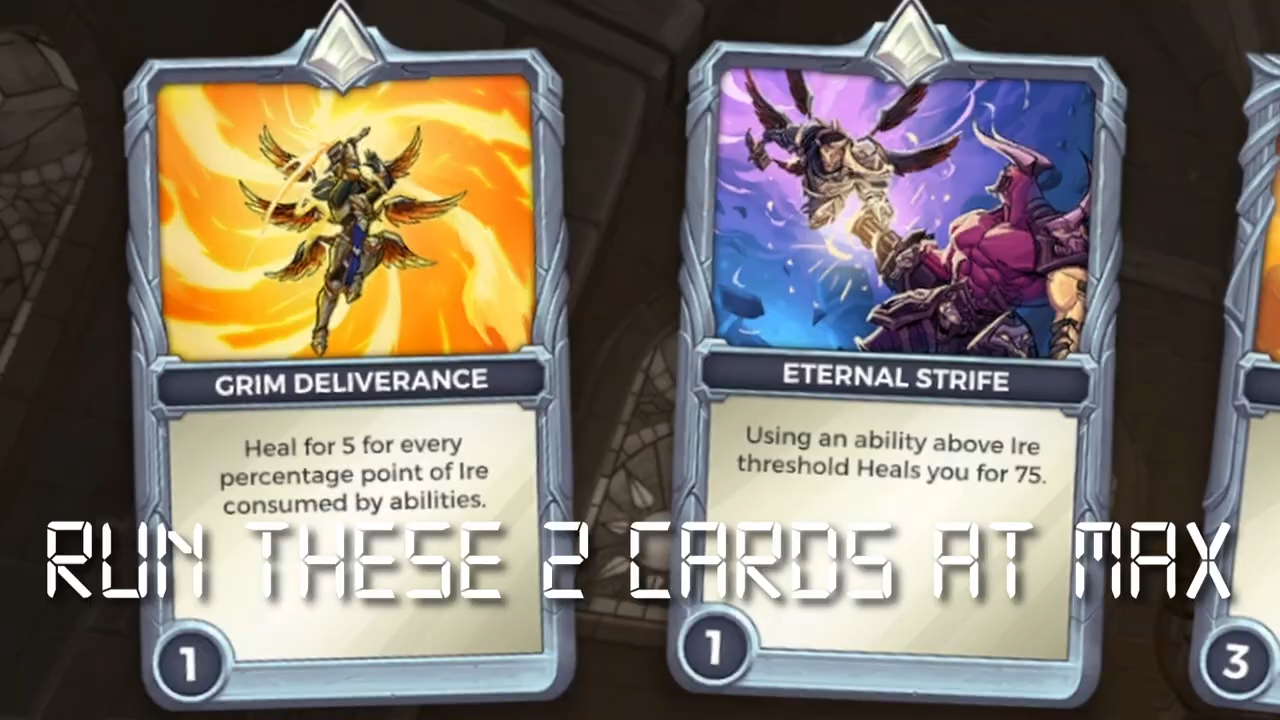 GRIM DELIVERANCE
Heal for 5 for every
percentage point of Ire
consumed by abilities.
1
ETERNAL STRIFE
Using an ability above Ire
threshold Heals you for 75.
1
3
RUN THESE 2 CARDS AT MAX